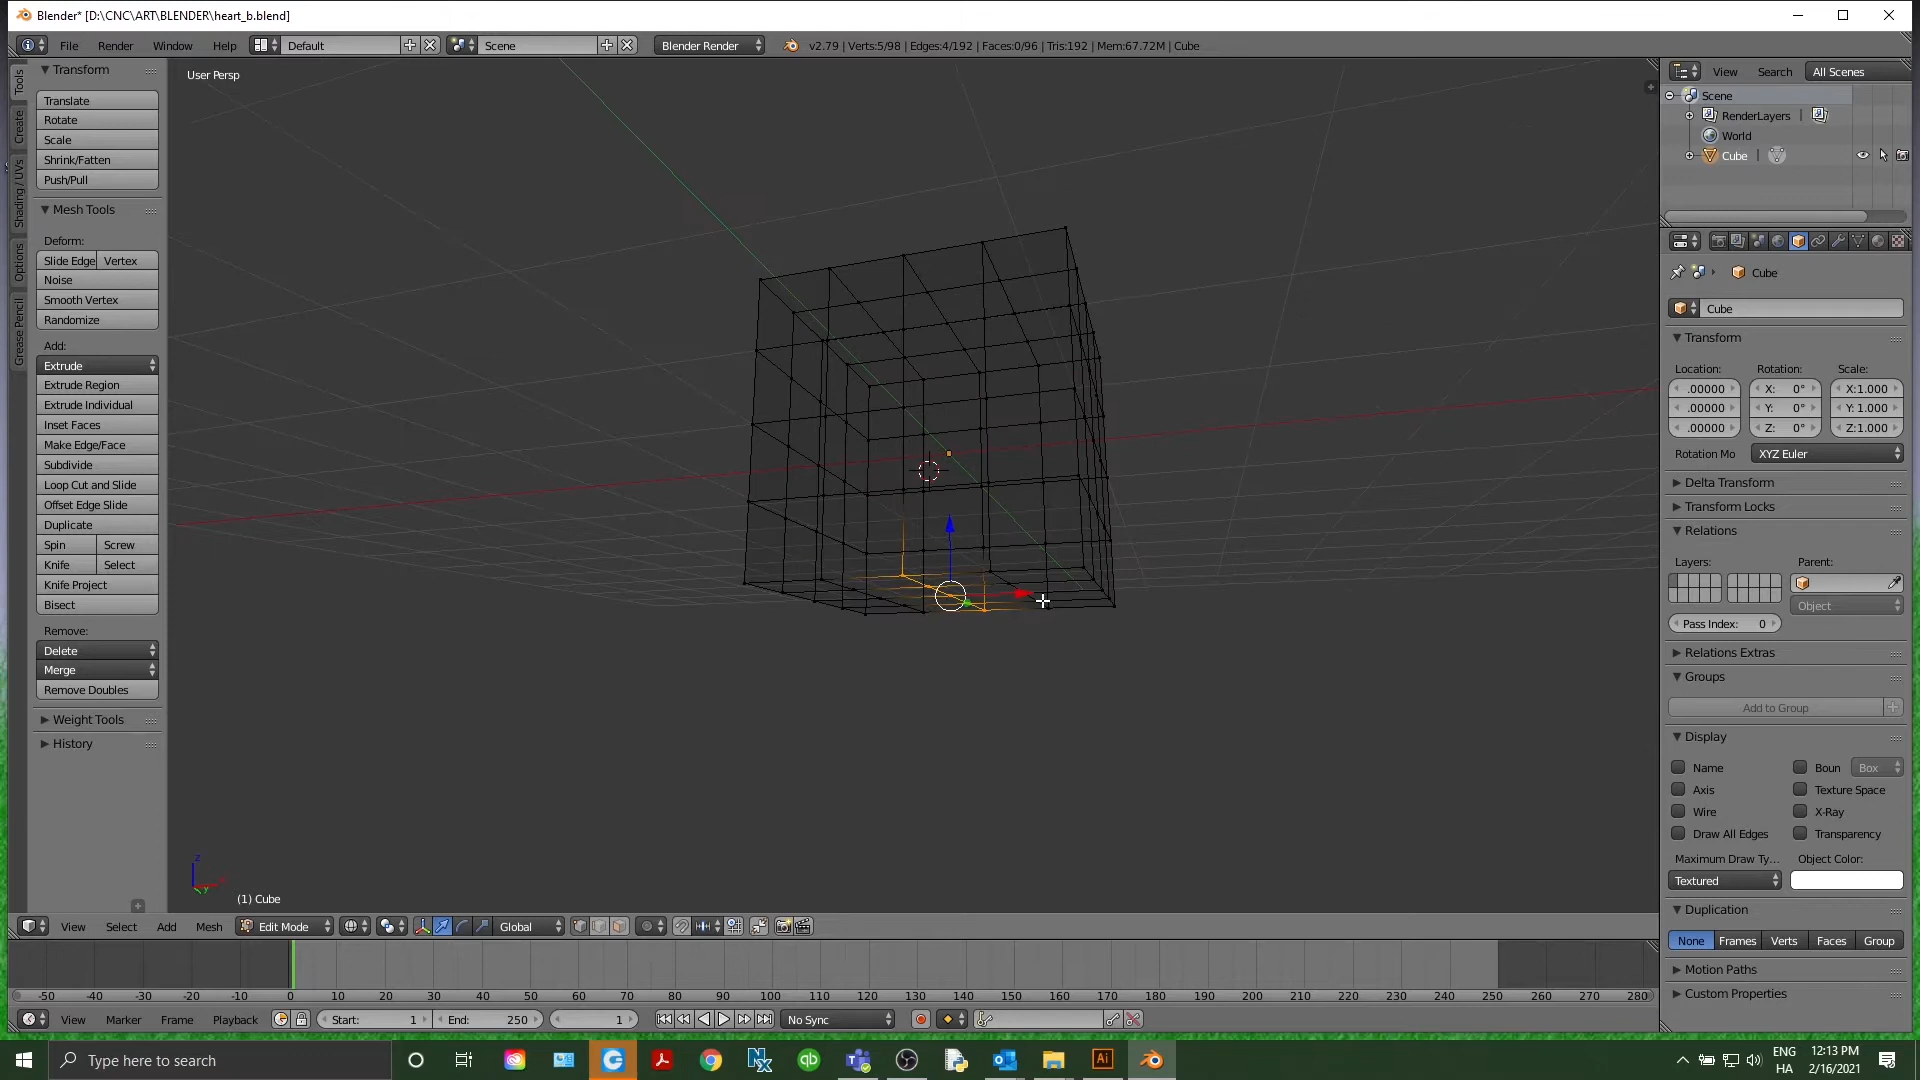 Blender* [D:\CNC\ART\BLENDER\heart_b.blend]
File Render Window Help Default Scene Blender Render v2.79 | Verts:5/98 | Edges:4/192 | Faces:0/96 | Tris:192 | Mem:67.72M | Cube
Tools
Create
Shading / UVs
Options
Grease Pencil
Transform
Translate
Rotate
Scale
Shrink/Fatten
Push/Pull
Mesh Tools
Deform:
Slide Edge Vertex
Noise
Smooth Vertex
Randomize
Add:
Extrude
Extrude Region
Extrude Individual
Inset Faces
Make Edge/Face
Subdivide
Loop Cut and Slide
Offset Edge Slide
Duplicate
Spin Screw
Knife Select
Knife Project
Bisect
Remove:
Delete
Merge
Remove Doubles
Weight Tools
History
User Persp
(1) Cube
View Search All Scenes
Scene
RenderLayers |
World
Cube |
Cube
Cube
Transform
Location: Rotation: Scale:
.00000 X: 0° X:1.000
.00000 Y: 0° Y: 1.000
.00000 Z: 0° Z:1.000
Rotation Mo XYZ Euler
Delta Transform
Transform Locks
Relations
Layers: Parent:
Object
Pass Index: 0
Relations Extras
Groups
Add to Group
Display
Name Boun Box
Axis Texture Space
Wire X-Ray
Draw All Edges Transparency
Maximum Draw Ty... Object Color:
Textured
Duplication
None Frames Verts Faces Group
Motion Paths
Custom Properties
View Select Add Mesh Edit Mode Global
-50 -40 -30 -20 -10 0 10 20 30 40 50 60 70 80 90 100 110 120 130 140 150 160 170 180 190 200 210 220 230 240 250 260 270 280
View Marker Frame Playback Start: 1 End: 250 1 No Sync
Type here to search
ENG
HA
12:13 PM
2/16/2021